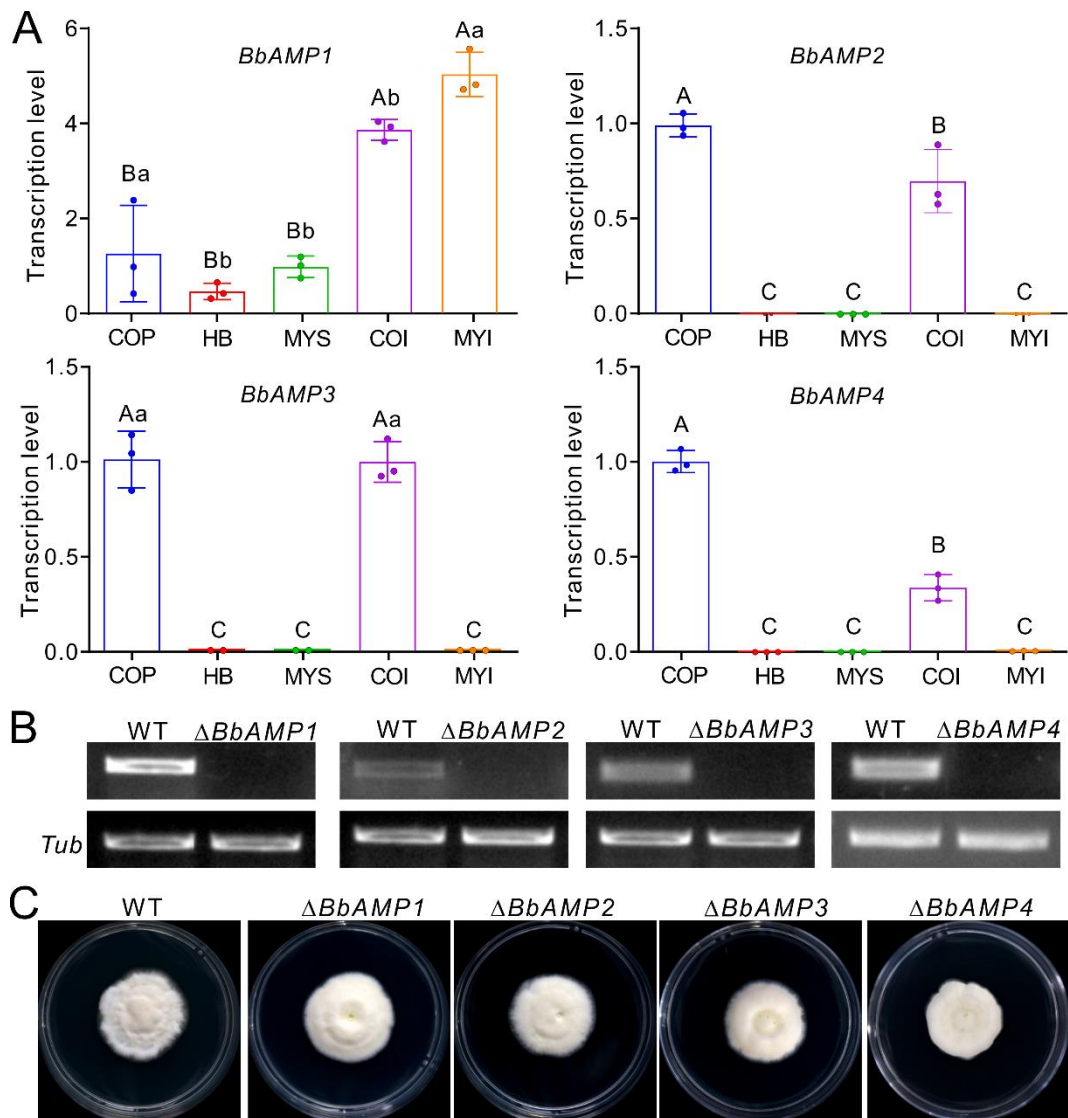 A
BbAMP1
Transcription level
6
4
2
0
Ba
Bb
Bb
Ab
Aa
COP HB MYS COI MYI
BbAMP2
Transcription level
1.5
1.0
0.5
0.0
A
C
C
B
C
COP HB MYS COI MYI
BbAMP3
Transcription level
1.5
1.0
0.5
0.0
Aa
C
C
Aa
C
COP HB MYS COI MYI
BbAMP4
Transcription level
1.5
1.0
0.5
0.0
A
C
C
B
C
COP HB MYS COI MYI
B
WT ΔBbAMP1 WT ΔBbAMP2 WT ΔBbAMP3 WT ΔBbAMP4
Tub
C
WT ΔBbAMP1 ΔBbAMP2 ΔBbAMP3 ΔBbAMP4